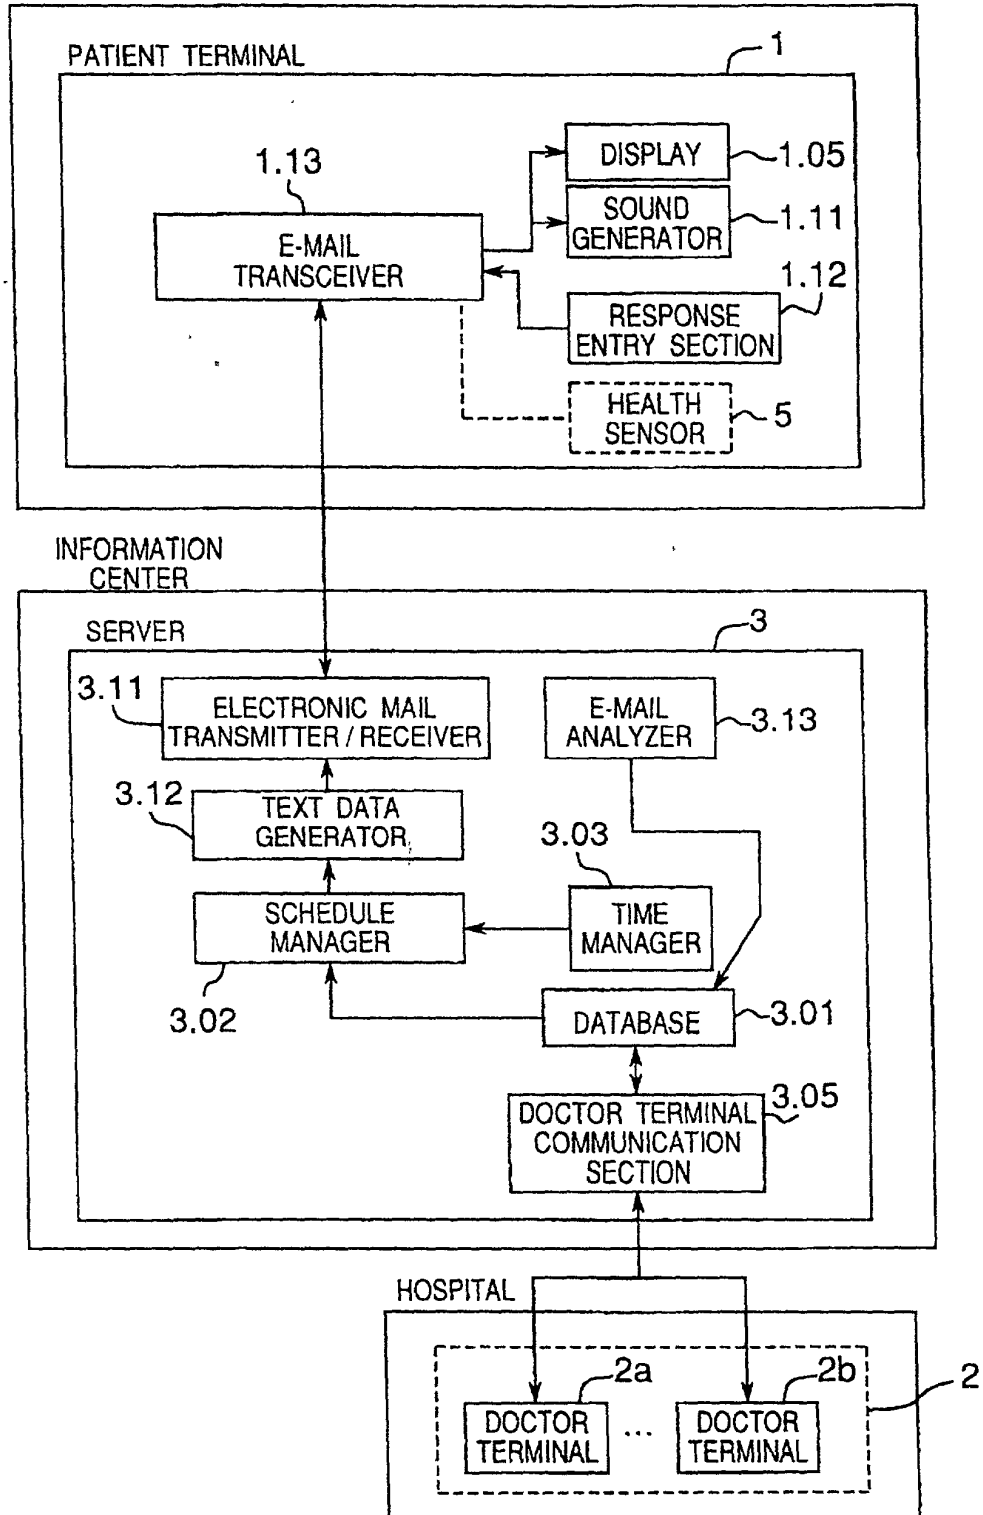 PATIENT TERMINAL
1
1.13
E-MAIL
TRANSCEIVER
DISPLAY
1.05
SOUND
GENERATOR
1.11
1.12
RESPONSE
ENTRY SECTION
HEALTH
SENSOR
5
INFORMATION
CENTER
SERVER
3
3.11
ELECTRONIC MAIL
TRANSMITTER / RECEIVER
E-MAIL
ANALYZER
3.13
3.12
TEXT DATA
GENERATOR
3.03
SCHEDULE
MANAGER
TIME
MANAGER
3.02
DATABASE
3.01
3.05
DOCTOR TERMINAL
COMMUNICATION
SECTION
HOSPITAL
2a
2b
2
DOCTOR
TERMINAL
...
DOCTOR
TERMINAL